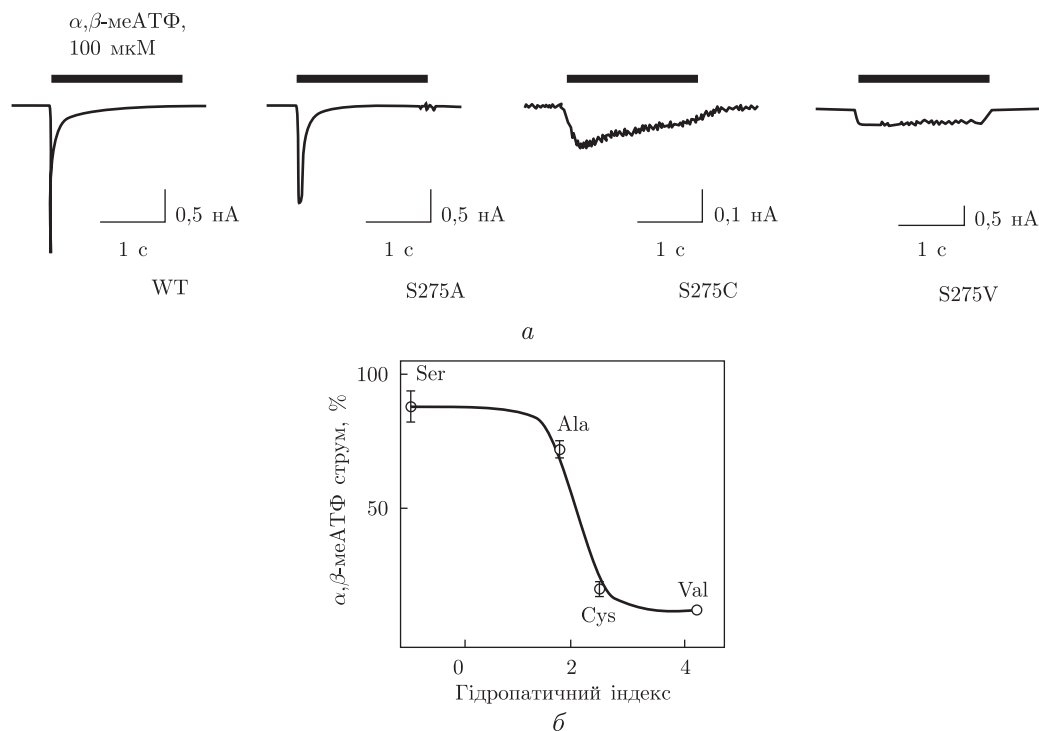 α,β-меАТФ,
100 мкМ
0,5 нА
1 с
WT
0,5 нА
1 с
S275A
0,1 нА
1 с
S275C
0,5 нА
1 с
S275V
а
α,β-меАТФ струм, %
100
50
Ser
Ala
Cys
Val
0 2 4
Гідропатичний індекс
б